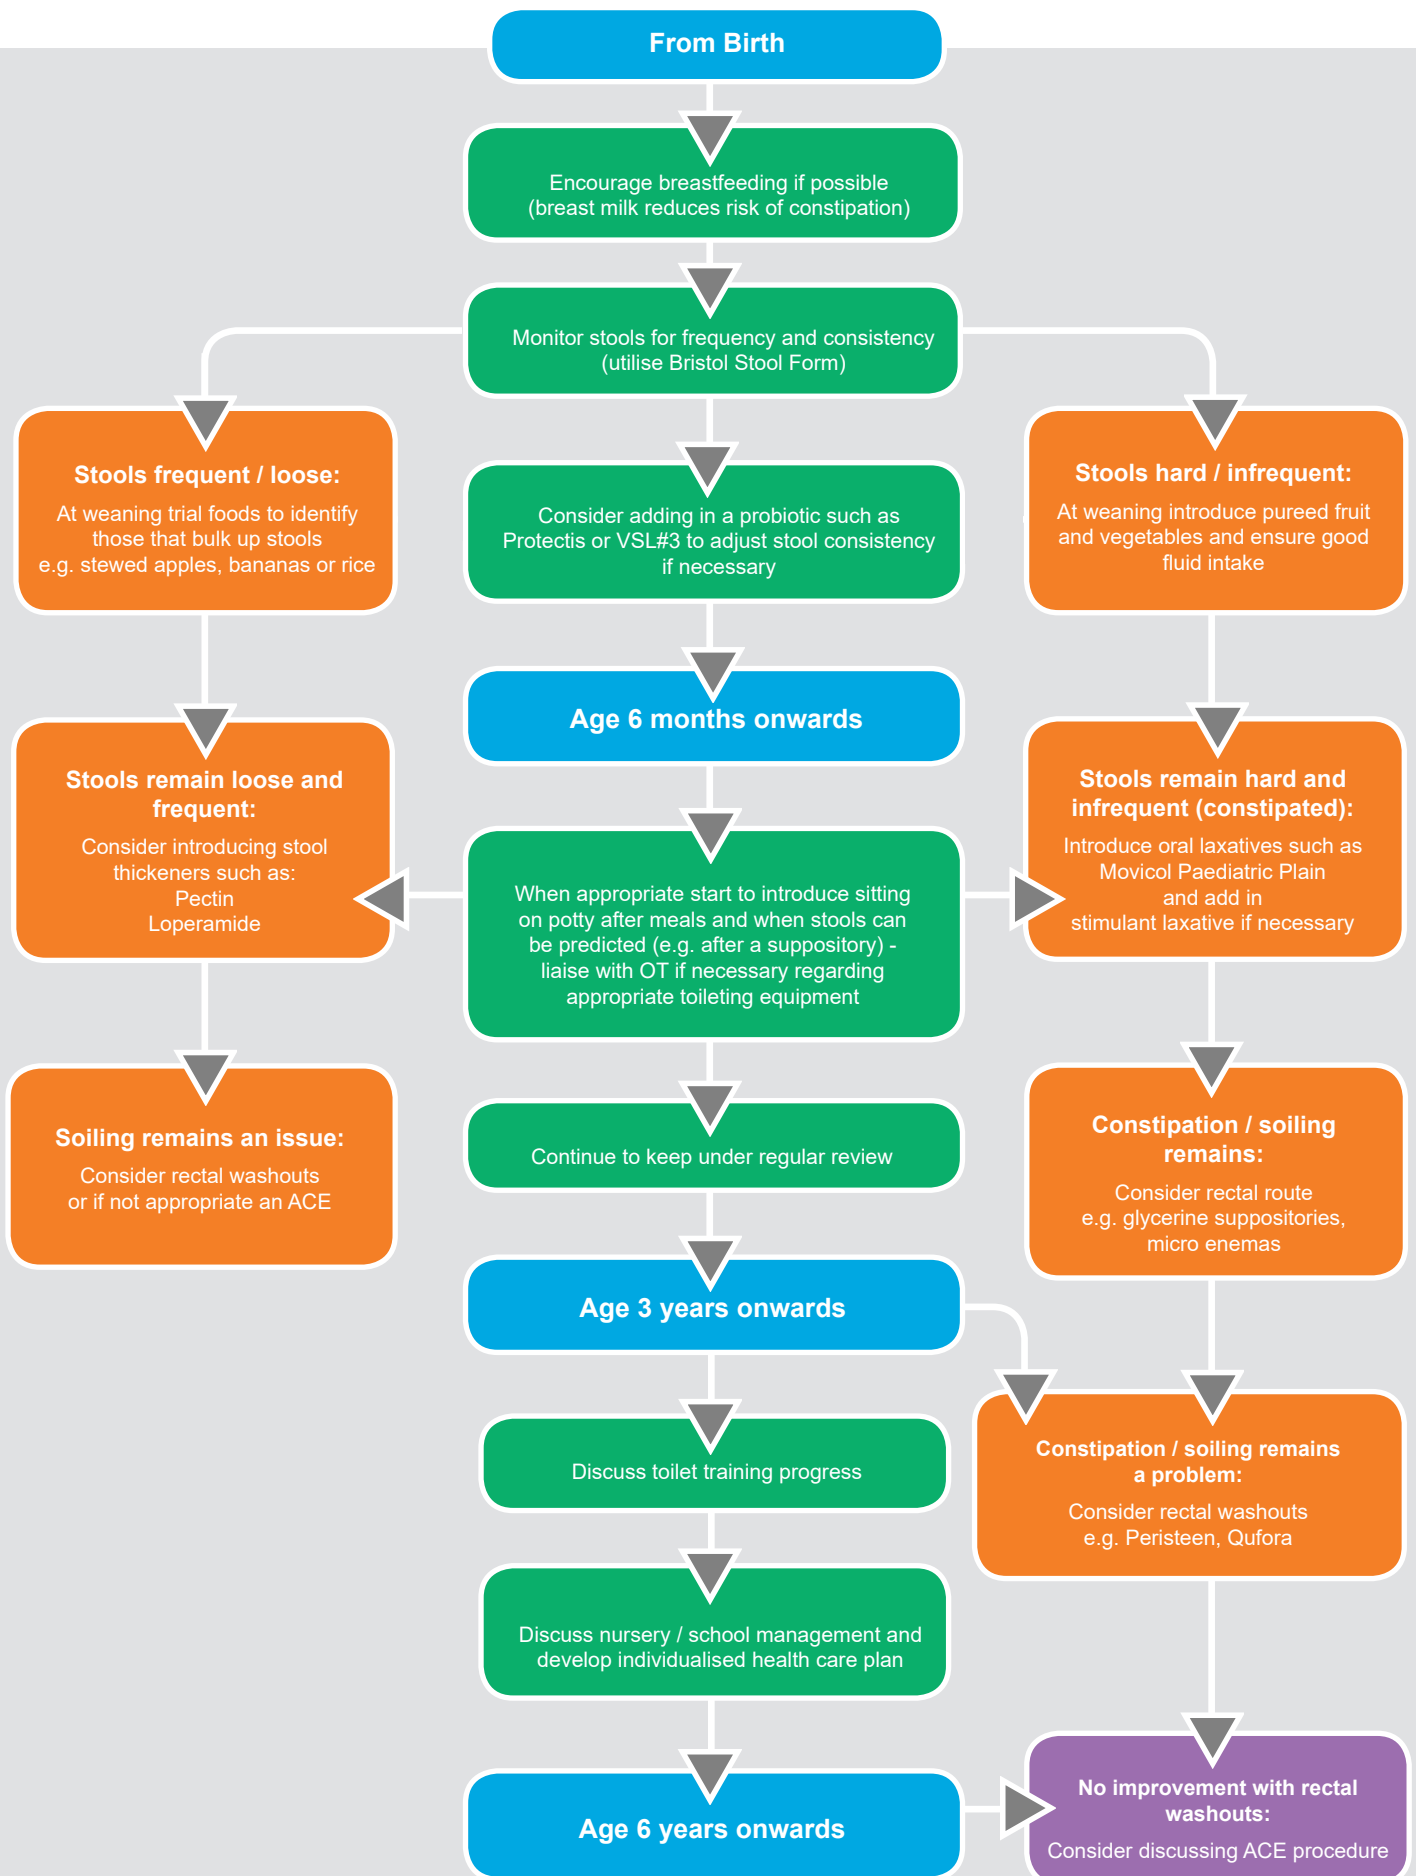 From Birth
Encourage breastfeeding if possible
(breast milk reduces risk of constipation)
Monitor stools for frequency and consistency
(utilise Bristol Stool Form)
Stools frequent / loose:
At weaning trial foods to identify
those that bulk up stools
e.g. stewed apples, bananas or rice
Consider adding in a probiotic such as
Protectis or VSL#3 to adjust stool consistency
if necessary
Stools hard / infrequent:
At weaning introduce pureed fruit
and vegetables and ensure good
fluid intake
Age 6 months onwards
Stools remain loose and
frequent:
Consider introducing stool
thickeners such as:
Pectin
Loperamide
When appropriate start to introduce sitting
on potty after meals and when stools can
be predicted (e.g. after a suppository) -
liaise with OT if necessary regarding
appropriate toileting equipment
Stools remain hard and
infrequent (constipated):
Introduce oral laxatives such as
Movicol Paediatric Plain
and add in
stimulant laxative if necessary
Soiling remains an issue:
Consider rectal washouts
or if not appropriate an ACE
Continue to keep under regular review
Constipation / soiling
remains:
Consider rectal route
e.g. glycerine suppositories,
micro enemas
Age 3 years onwards
Discuss toilet training progress
Constipation / soiling remains
a problem:
Consider rectal washouts
e.g. Peristeen, Qufora
Discuss nursery / school management and
develop individualised health care plan
Age 6 years onwards
No improvement with rectal
washouts:
Consider discussing ACE procedure